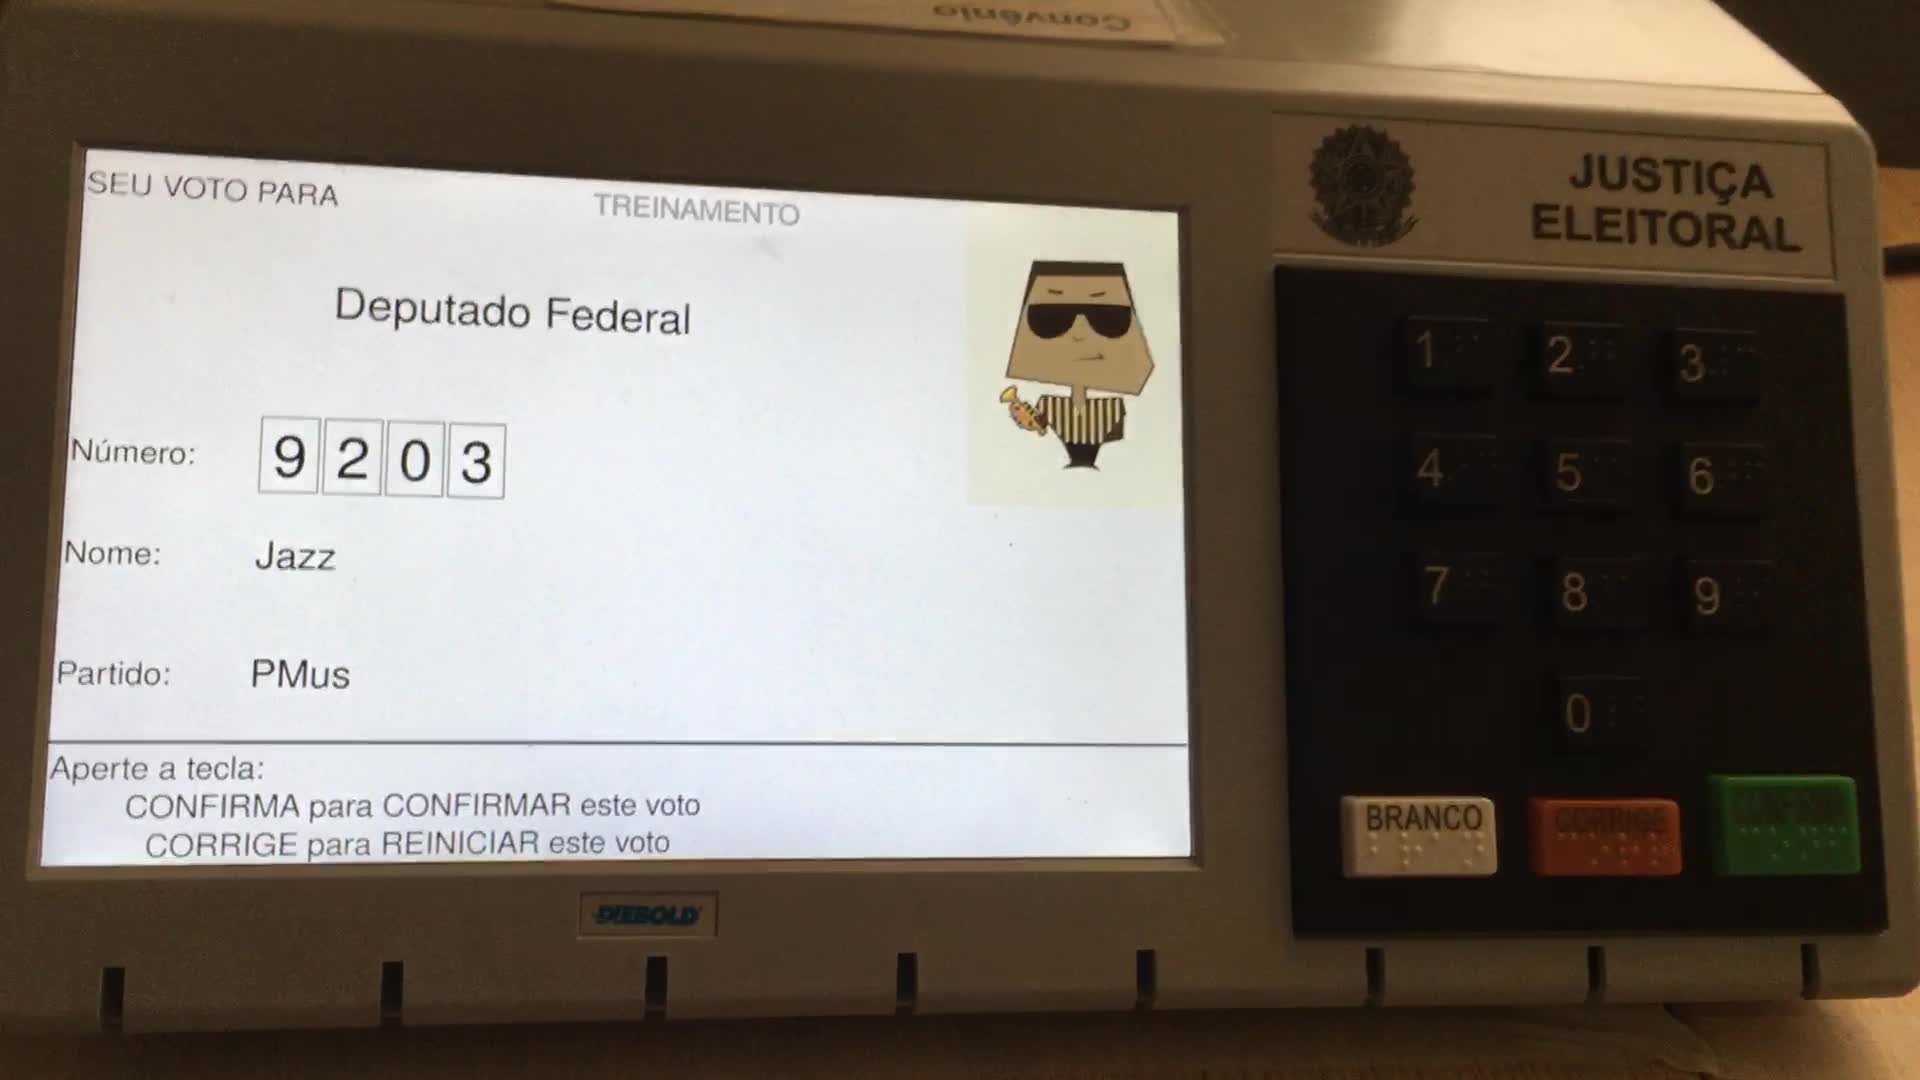 Convênio
SEU VOTO PARA
TREINAMENTO
Deputado Federal
Número: 9 2 0 3
Nome: Jazz
Partido: PMus
Aperte a tecla:
CONFIRMA para CONFIRMAR este voto
CORRIGE para REINICIAR este voto
DIEBOLD
JUSTIÇA
ELEITORAL
1 2 3
4 5 6
7 8 9
0
BRANCO CORRIGE CONFIRMA